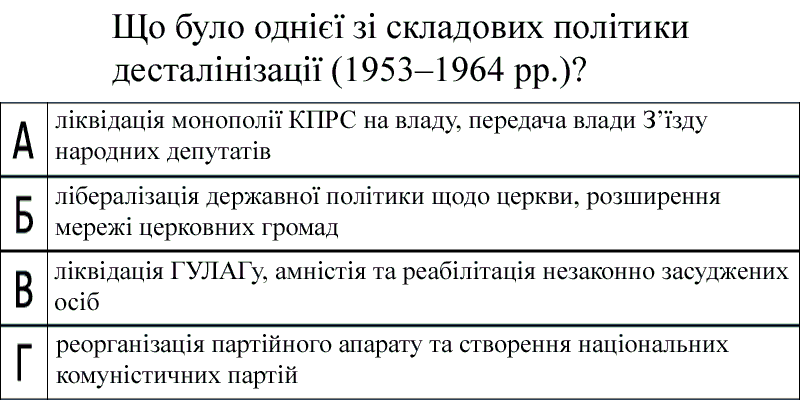 Що було однієї зі складових політики
десталінізації (1953–1964 рр.)?
А ліквідація монополії КПРС на владу, передача влади З’їзду
народних депутатів
Б лібералізація державної політики щодо церкви, розширення
мережі церковних громад
В ліквідація ГУЛАГу, амністія та реабілітація незаконно засуджених
осіб
Г реорганізація партійного апарату та створення національних
комуністичних партій